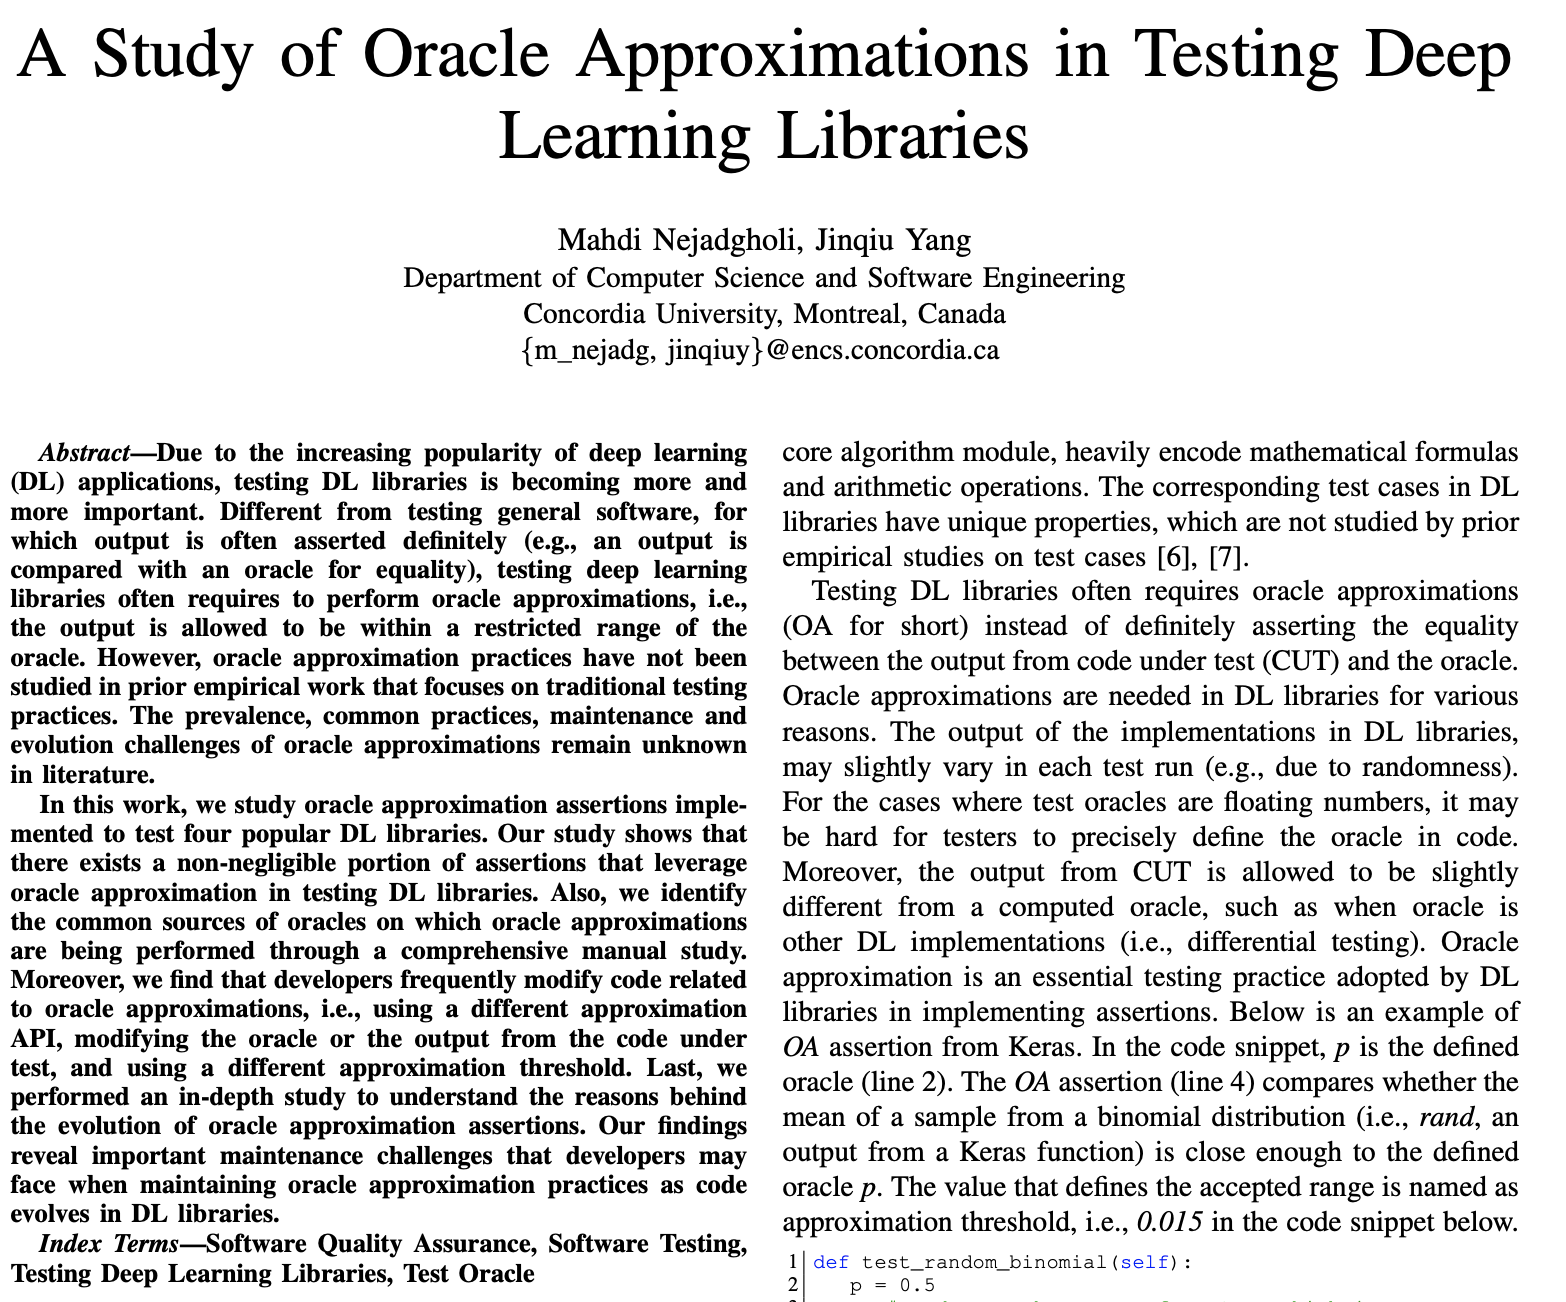 A Study of Oracle Approximations in Testing Deep
Learning Libraries
Mahdi Nejadgholi, Jinqiu Yang
Department of Computer Science and Software Engineering
Concordia University, Montreal, Canada
{m_nejadg, jinqiuy}@encs.concordia.ca
Abstract—Due to the increasing popularity of deep learning
(DL) applications, testing DL libraries is becoming more and
more important. Different from testing general software, for
which output is often asserted definitely (e.g., an output is
compared with an oracle for equality), testing deep learning
libraries often requires to perform oracle approximations, i.e.,
the output is allowed to be within a restricted range of the
oracle. However, oracle approximation practices have not been
studied in prior empirical work that focuses on traditional testing
practices. The prevalence, common practices, maintenance and
evolution challenges of oracle approximations remain unknown
in literature.
In this work, we study oracle approximation assertions imple-
mented to test four popular DL libraries. Our study shows that
there exists a non-negligible portion of assertions that leverage
oracle approximation in testing DL libraries. Also, we identify
the common sources of oracles on which oracle approximations
are being performed through a comprehensive manual study.
Moreover, we find that developers frequently modify code related
to oracle approximations, i.e., using a different approximation
API, modifying the oracle or the output from the code under
test, and using a different approximation threshold. Last, we
performed an in-depth study to understand the reasons behind
the evolution of oracle approximation assertions. Our findings
reveal important maintenance challenges that developers may
face when maintaining oracle approximation practices as code
evolves in DL libraries.
Index Terms—Software Quality Assurance, Software Testing,
Testing Deep Learning Libraries, Test Oracle
core algorithm module, heavily encode mathematical formulas
and arithmetic operations. The corresponding test cases in DL
libraries have unique properties, which are not studied by prior
empirical studies on test cases [6], [7].
Testing DL libraries often requires oracle approximations
(OA for short) instead of definitely asserting the equality
between the output from code under test (CUT) and the oracle.
Oracle approximations are needed in DL libraries for various
reasons. The output of the implementations in DL libraries,
may slightly vary in each test run (e.g., due to randomness).
For the cases where test oracles are floating numbers, it may
be hard for testers to precisely define the oracle in code.
Moreover, the output from CUT is allowed to be slightly
different from a computed oracle, such as when oracle is
other DL implementations (i.e., differential testing). Oracle
approximation is an essential testing practice adopted by DL
libraries in implementing assertions. Below is an example of
OA assertion from Keras. In the code snippet, p is the defined
oracle (line 2). The OA assertion (line 4) compares whether the
mean of a sample from a binomial distribution (i.e., rand, an
output from a Keras function) is close enough to the defined
oracle p. The value that defines the accepted range is named as
approximation threshold, i.e., 0.015 in the code snippet below.
1 def test_random_binomial(self):
2 p = 0.5